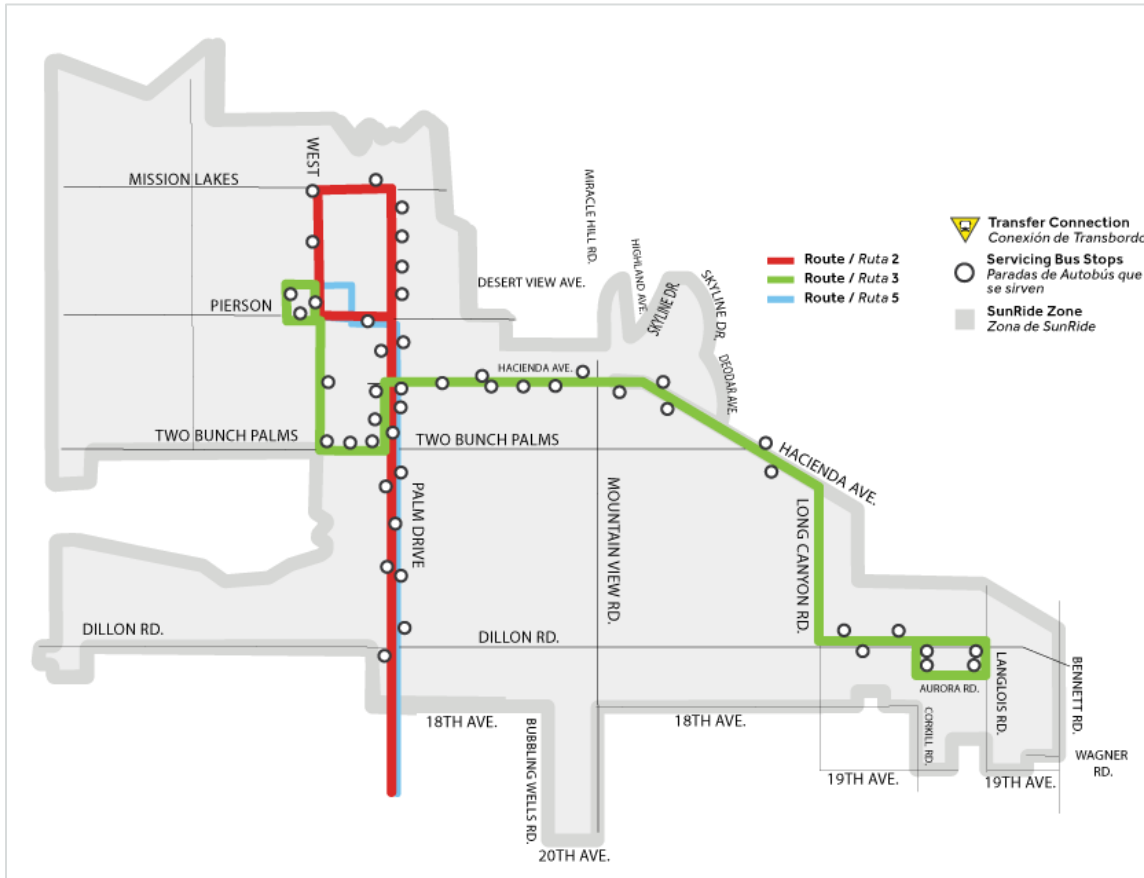 WEST
MISSION LAKES
MIRACLE HILL RD.
HIGHLAND AVE.
SKYLINE DR.
SKYLINE DR.
Transfer Connection
Conexión de Transbordo
Servicing Bus Stops
Paradas de Autobús que
se sirven
SunRide Zone
Zona de SunRide
Route / Ruta 2
Route / Ruta 3
Route / Ruta 5
DESERT VIEW AVE.
PIERSON
HACIENDA AVE.
DEODAR AVE.
TWO BUNCH PALMS
TWO BUNCH PALMS
HACIENDA AVE.
PALM DRIVE
MOUNTAIN VIEW RD.
LONG CANYON RD.
DILLON RD.
DILLON RD.
AURORA RD.
LANGLOIS RD.
BENNETT RD.
18TH AVE.
BUBBLING WELLS RD.
18TH AVE.
CORKILL RD.
19TH AVE.
19TH AVE.
WAGNER
RD.
20TH AVE.